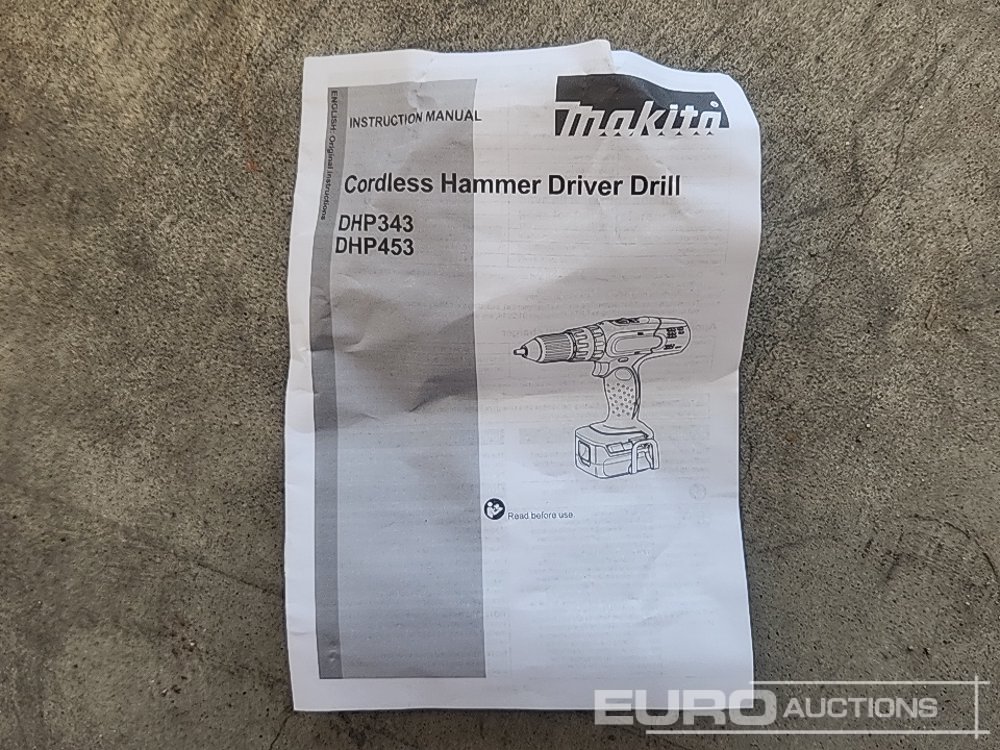 ENGLISH: Original Instructions
INSTRUCTION MANUAL
makita
Cordless Hammer Driver Drill
DHP343
DHP453
Read before use
EURO AUCTIONS